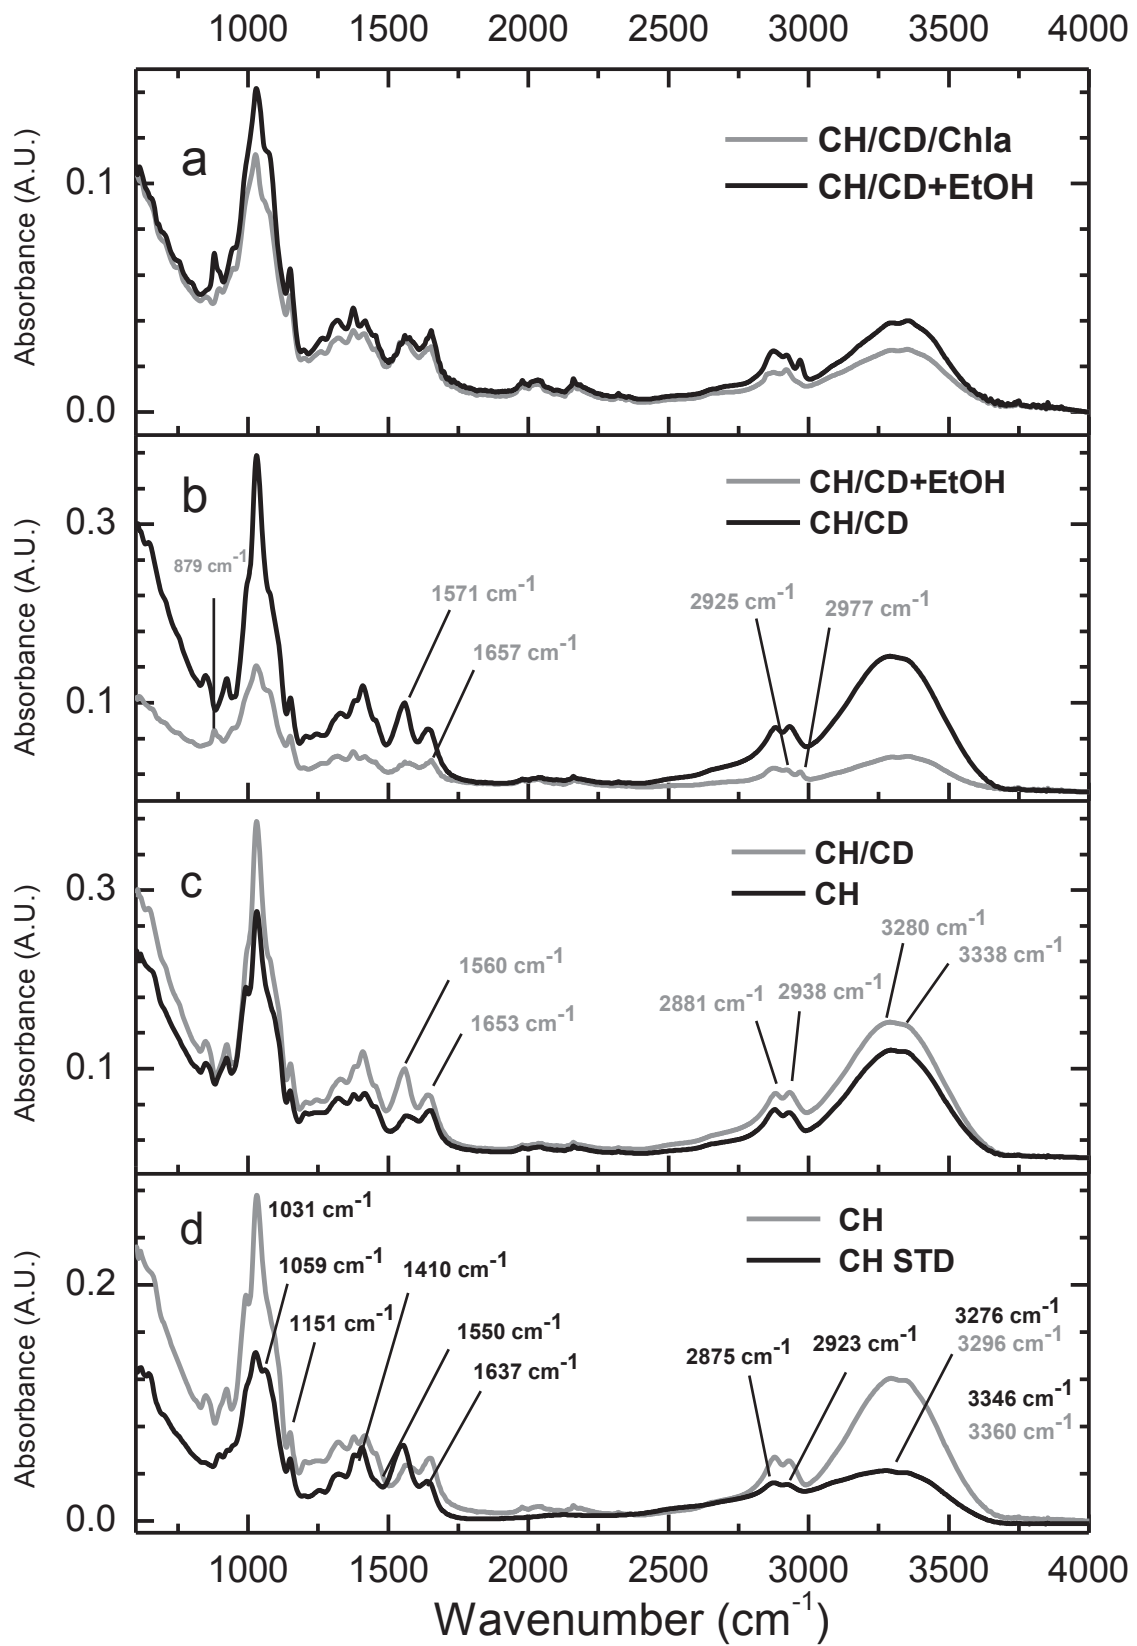 1000 1500 2000 2500 3000 3500 4000
Absorbance (A.U.)
0.1
0.0
a
CH/CD/Chla
CH/CD+EtOH
Absorbance (A.U.)
0.3
0.1
b
CH/CD+EtOH
CH/CD
879 cm⁻¹
1571 cm⁻¹
1657 cm⁻¹
2925 cm⁻¹
2977 cm⁻¹
Absorbance (A.U.)
0.3
0.1
c
CH/CD
CH
1560 cm⁻¹
1653 cm⁻¹
2881 cm⁻¹
2938 cm⁻¹
3280 cm⁻¹
3338 cm⁻¹
Absorbance (A.U.)
0.2
0.0
d
CH
CH STD
1031 cm⁻¹
1059 cm⁻¹
1151 cm⁻¹
1410 cm⁻¹
1550 cm⁻¹
1637 cm⁻¹
2875 cm⁻¹
2923 cm⁻¹
3276 cm⁻¹
3296 cm⁻¹
3346 cm⁻¹
3360 cm⁻¹
1000 1500 2000 2500 3000 3500 4000
Wavenumber (cm⁻¹)